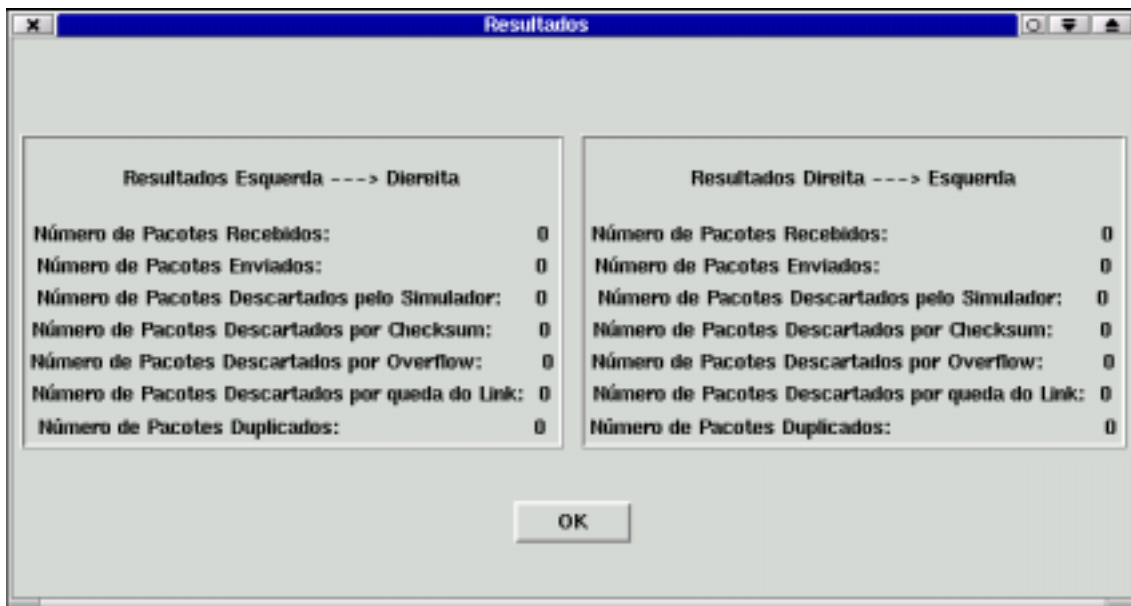 Resultados
Resultados Esquerda ---> Diereita
Número de Pacotes Recebidos: 0
Número de Pacotes Enviados: 0
Número de Pacotes Descartados pelo Simulador: 0
Número de Pacotes Descartados por Checksum: 0
Número de Pacotes Descartados por Overflow: 0
Número de Pacotes Descartados por queda do Link: 0
Número de Pacotes Duplicados: 0
Resultados Direita ---> Esquerda
Número de Pacotes Recebidos: 0
Número de Pacotes Enviados: 0
Número de Pacotes Descartados pelo Simulador: 0
Número de Pacotes Descartados por Checksum: 0
Número de Pacotes Descartados por Overflow: 0
Número de Pacotes Descartados por queda do Link: 0
Número de Pacotes Duplicados: 0
OK